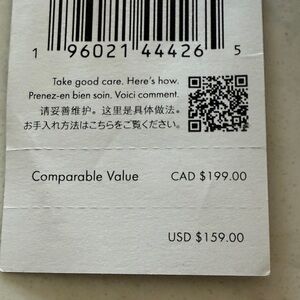 1 96021 44426 5
Take good care. Here's how.
Prenez-en bien soin. Voici comment.
请妥善维护。这里是具体做法。
お手入れ方法はこちらをご覧ください。
Comparable Value CAD $199.00
USD $159.00